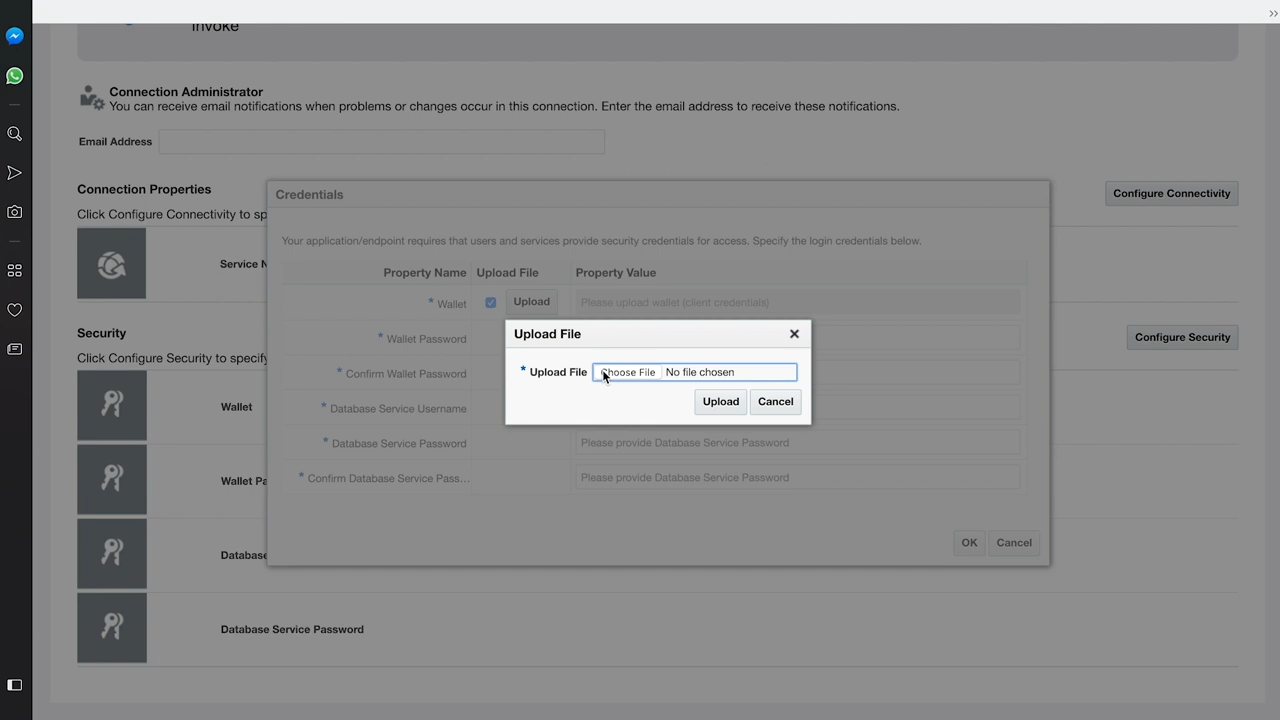 invoke
Connection Administrator
You can receive email notifications when problems or changes occur in this connection. Enter the email address to receive these notifications.
Email Address
Connection Properties
Configure Connectivity
Click Configure Connectivity to sp
Service N
Security
Configure Security
Click Configure Security to specify
Wallet
Wallet Pa
Database
Database Service Password
Credentials
Your application/endpoint requires that users and services provide security credentials for access. Specify the login credentials below.
Property Name Upload File Property Value
* Wallet Upload Please upload wallet (client credentials)
* Wallet Password
* Confirm Wallet Password
* Database Service Username
* Database Service Password Please provide Database Service Password
* Confirm Database Service Pass... Please provide Database Service Password
OK Cancel
Upload File
* Upload File Choose File No file chosen
Upload Cancel